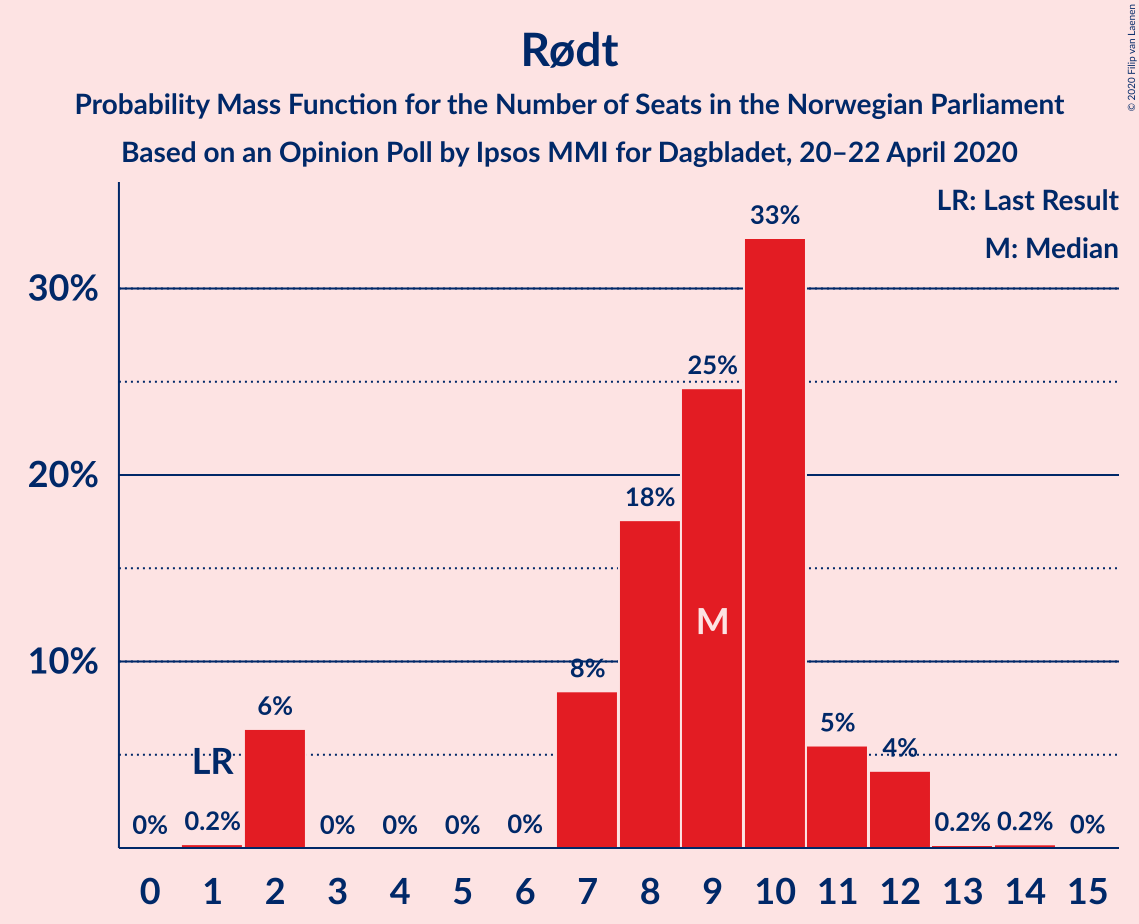 Rødt
Probability Mass Function for the Number of Seats in the Norwegian Parliament
Based on an Opinion Poll by Ipsos MMI for Dagbladet, 20–22 April 2020
© 2020 Filip van Laenen
LR: Last Result
M: Median
30%
20%
10%
0%
0.2%
6%
0%
0%
0%
0%
8%
18%
25%
33%
5%
4%
0.2%
0.2%
0%
LR
M
0 1 2 3 4 5 6 7 8 9 10 11 12 13 14 15